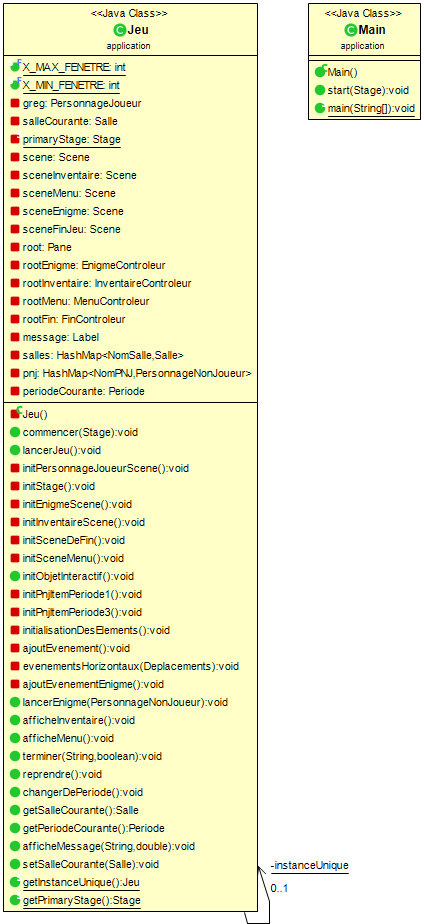 <<Java Class>>
Jeu
application
X_MAX_FENETRE: int
X_MIN_FENETRE: int
greg: PersonnageJoueur
salleCourante: Salle
primaryStage: Stage
scene: Scene
sceneInventaire: Scene
sceneMenu: Scene
sceneEnigme: Scene
sceneFinJeu: Scene
root: Pane
rootEnigme: EnigmeControleur
rootInventaire: InventaireControleur
rootMenu: MenuControleur
rootFin: FinControleur
message: Label
salles: HashMap<NomSalle,Salle>
pnj: HashMap<NomPNJ,PersonnageNonJoueur>
periodeCourante: Periode
Jeu()
commencer(Stage):void
lancerJeu():void
initPersonnageJoueurScene():void
initStage():void
initEnigmeScene():void
initInventaireScene():void
initSceneDeFin():void
initSceneMenu():void
initObjetInteractif():void
initPnjItemPeriode1():void
initPnjItemPeriode3():void
initialisationDesElements():void
ajoutEvenement():void
evenementsHorizontaux(Deplacements):void
ajoutEvenementEnigme():void
lancerEnigme(PersonnageNonJoueur):void
afficheInventaire():void
afficheMenu():void
terminer(String,boolean):void
reprendre():void
changerDePeriode():void
getSalleCourante():Salle
getPeriodeCourante():Periode
afficheMessage(String,double):void
setSalleCourante(Salle):void
getInstanceUnique():Jeu
getPrimaryStage():Stage
-instanceUnique
0..1
<<Java Class>>
Main
application
Main()
start(Stage):void
main(String[]):void